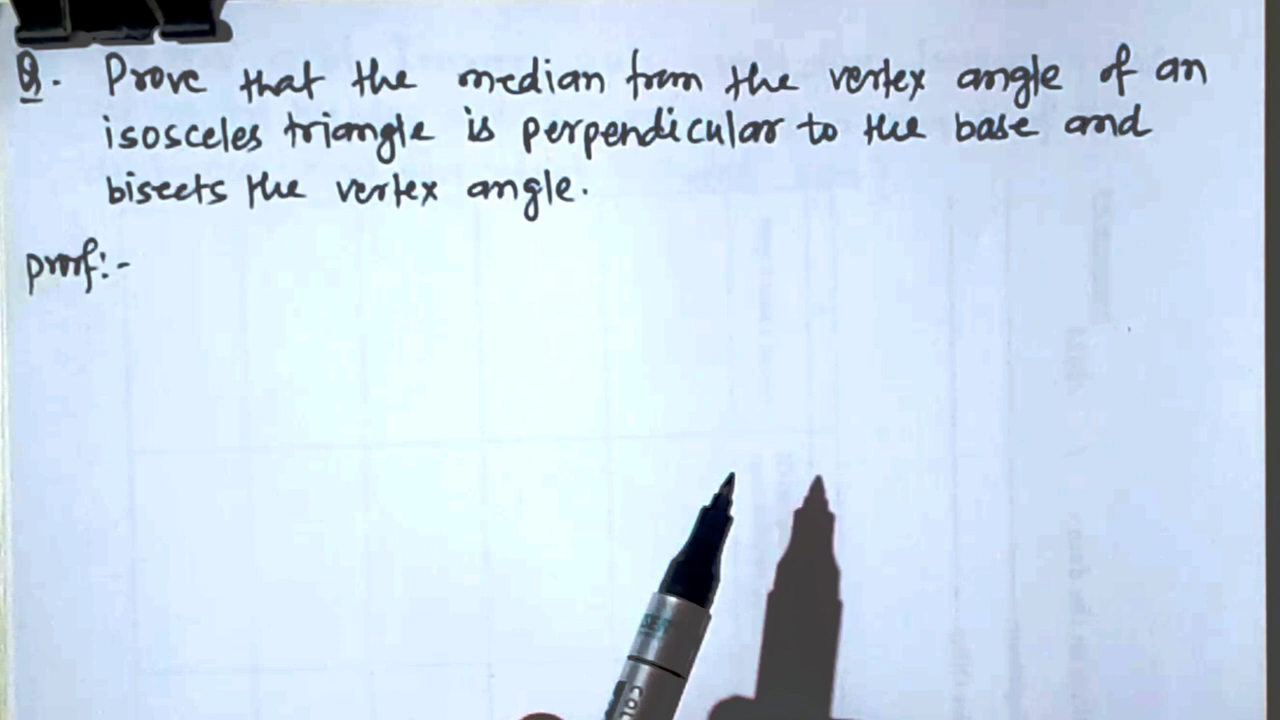 Q. Prove that the median from the vertex angle of an
isosceles triangle is perpendicular to the base and
bisects the vertex angle.
proof:-